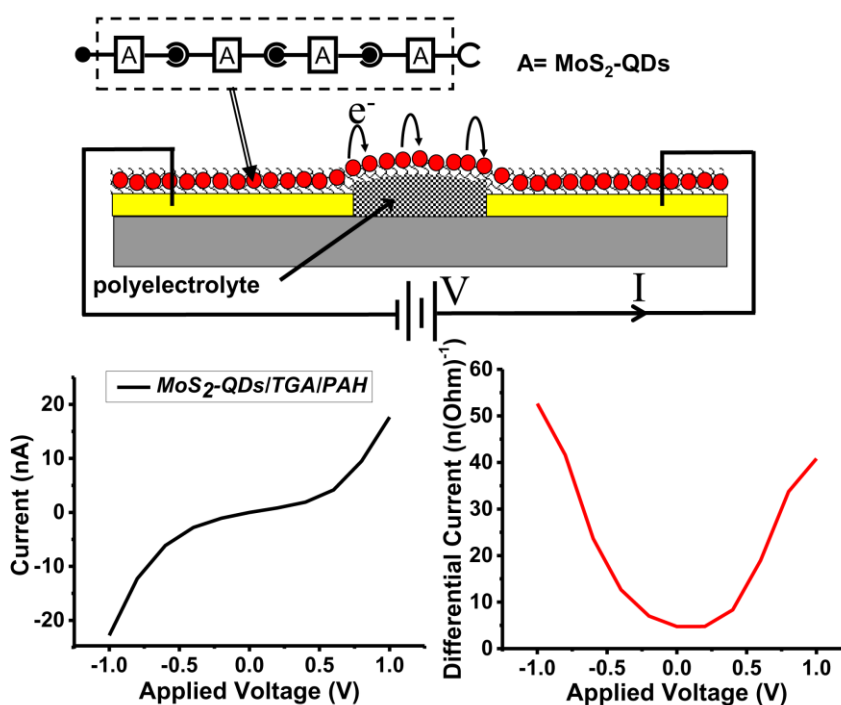 A A A A
A= MoS2-QDs
e-
polyelectrolyte
V
I
MoS2-QDs/TGA/PAH
Current (nA)
20
10
0
-10
-20
-1.0 -0.5 0.0 0.5 1.0
Applied Voltage (V)
Differential Current (n(Ohm)-1)
60
50
40
30
20
10
0
-1.0 -0.5 0.0 0.5 1.0
Applied Voltage (V)